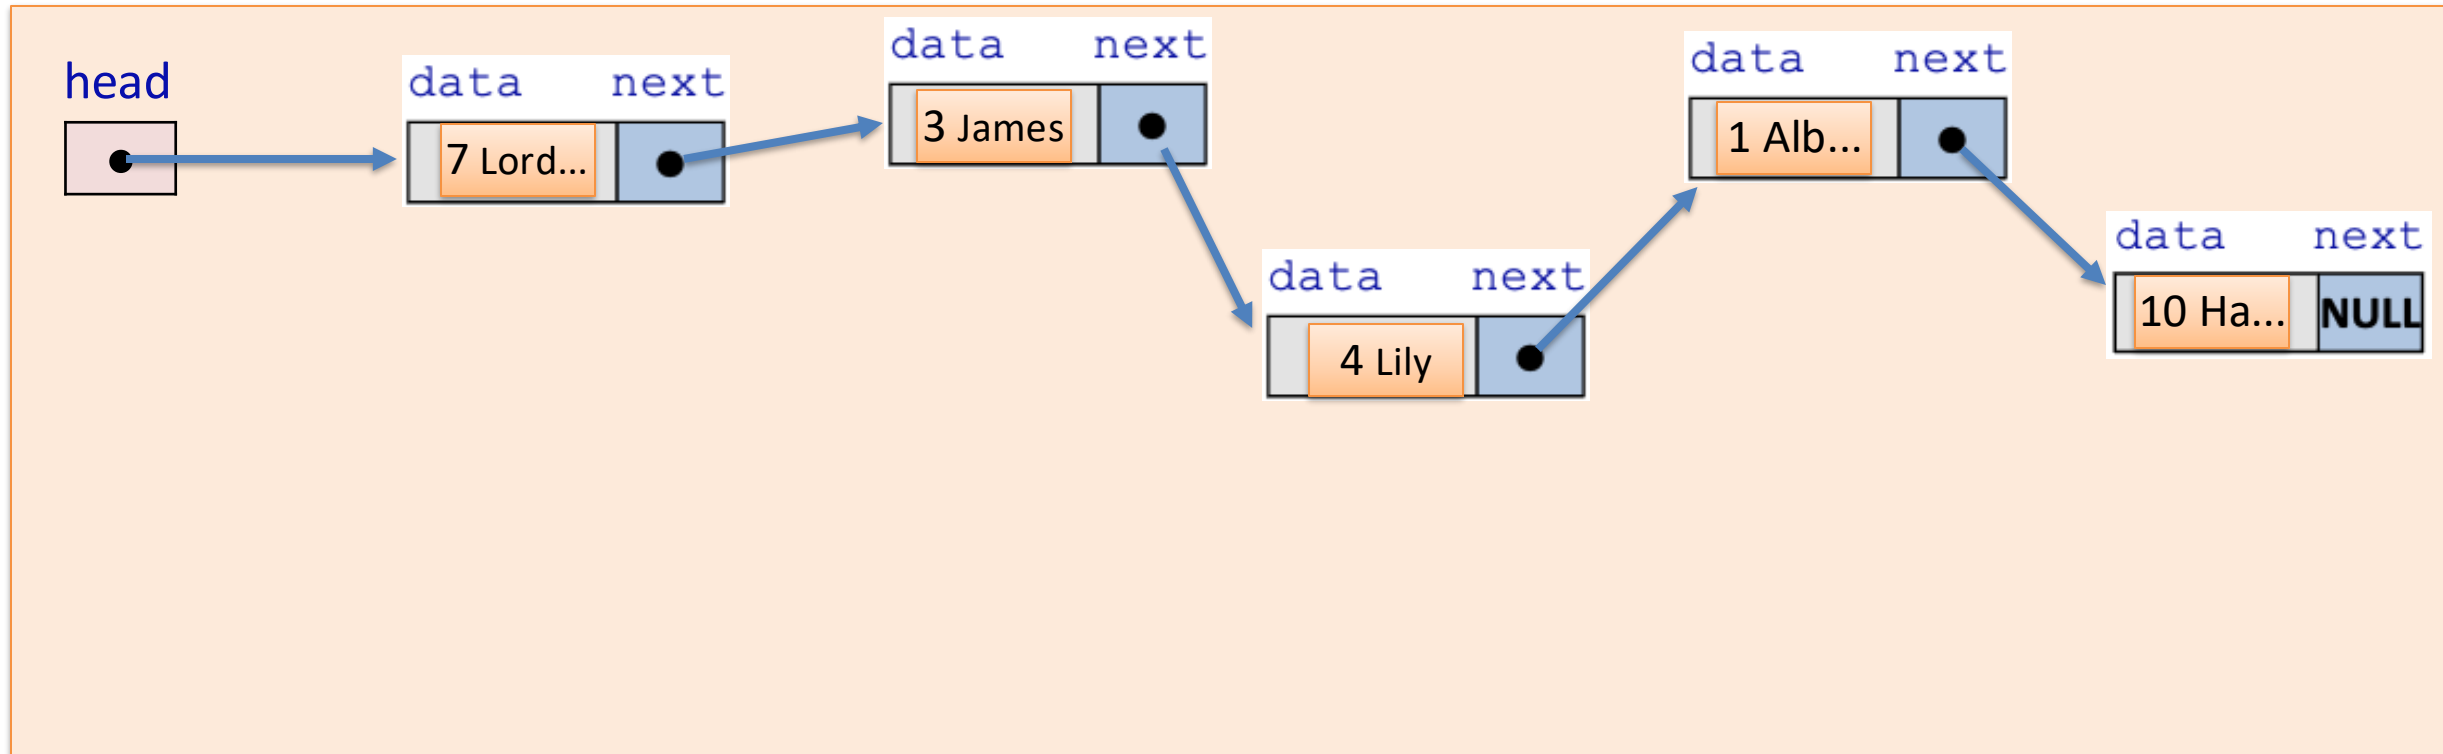 head
data next
7 Lord...
data next
3 James
data next
4 Lily
data next
1 Alb...
data next
10 Ha... NULL